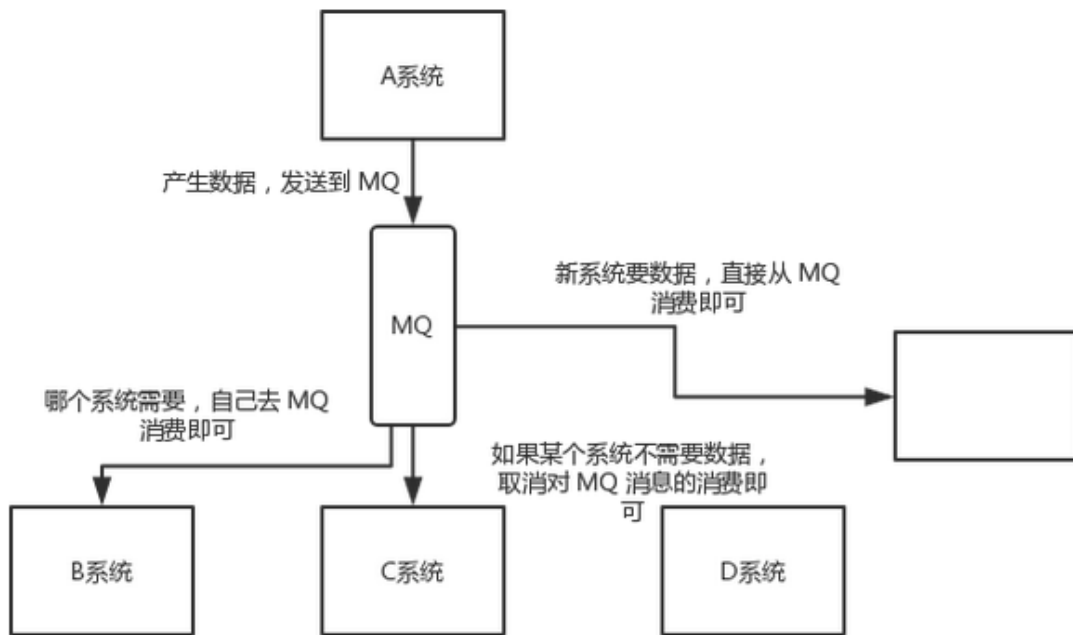 A系统
产生数据，发送到 MQ
新系统要数据，直接从 MQ
消费即可
MQ
哪个系统需要，自己去 MQ
消费即可
如果某个系统不需要数据，
取消对 MQ 消息的消费即
可
B系统
C系统
D系统